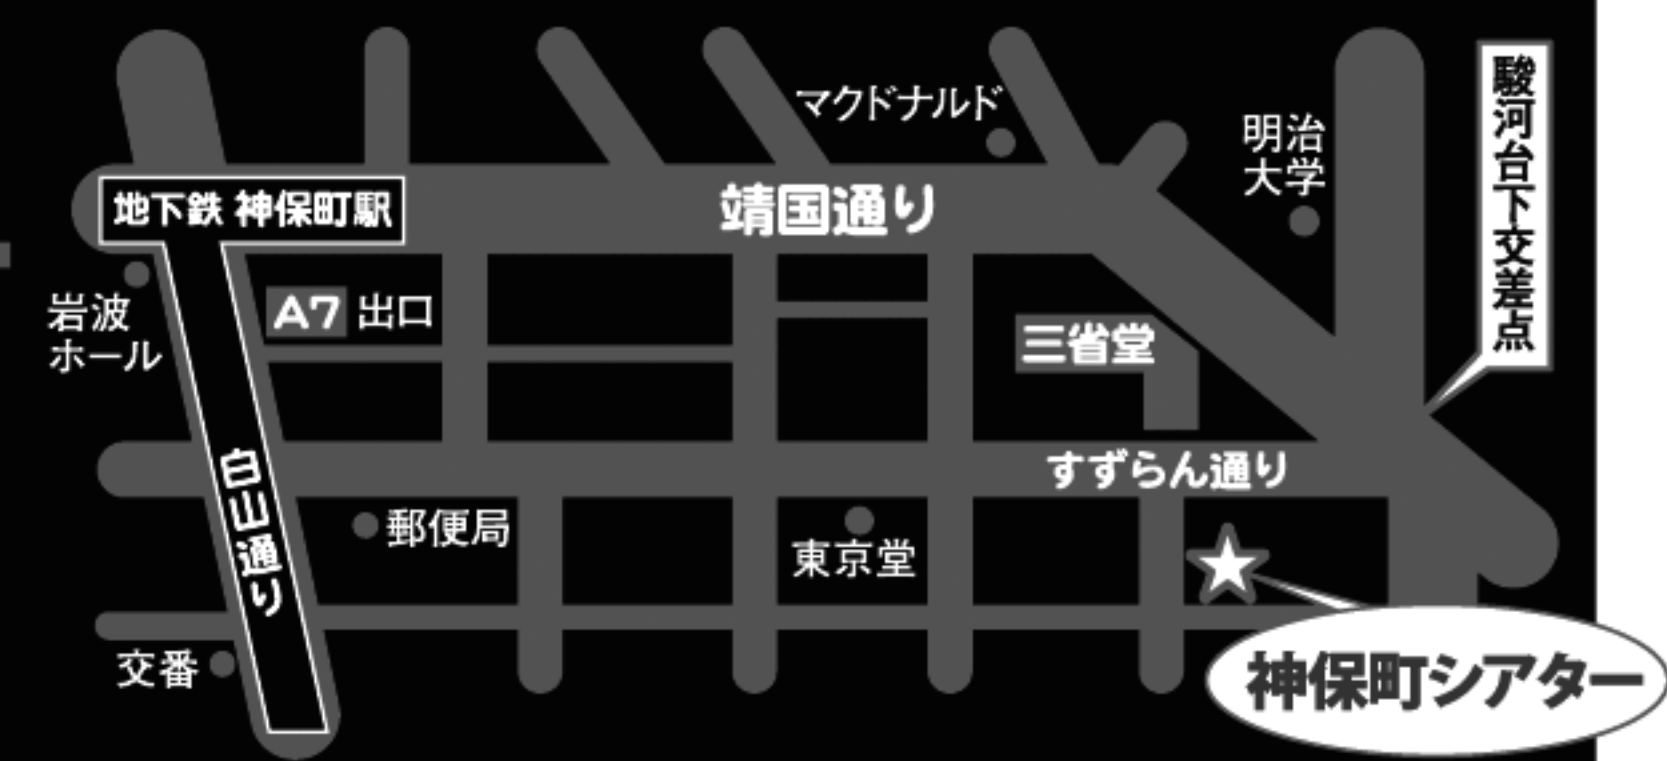 マクドナルド
明治
大学
駿河台下交差点
地下鉄 神保町駅
靖国通り
岩波
ホール
A7 出口
三省堂
白山通り
すずらん通り
郵便局
東京堂
交番
神保町シアター